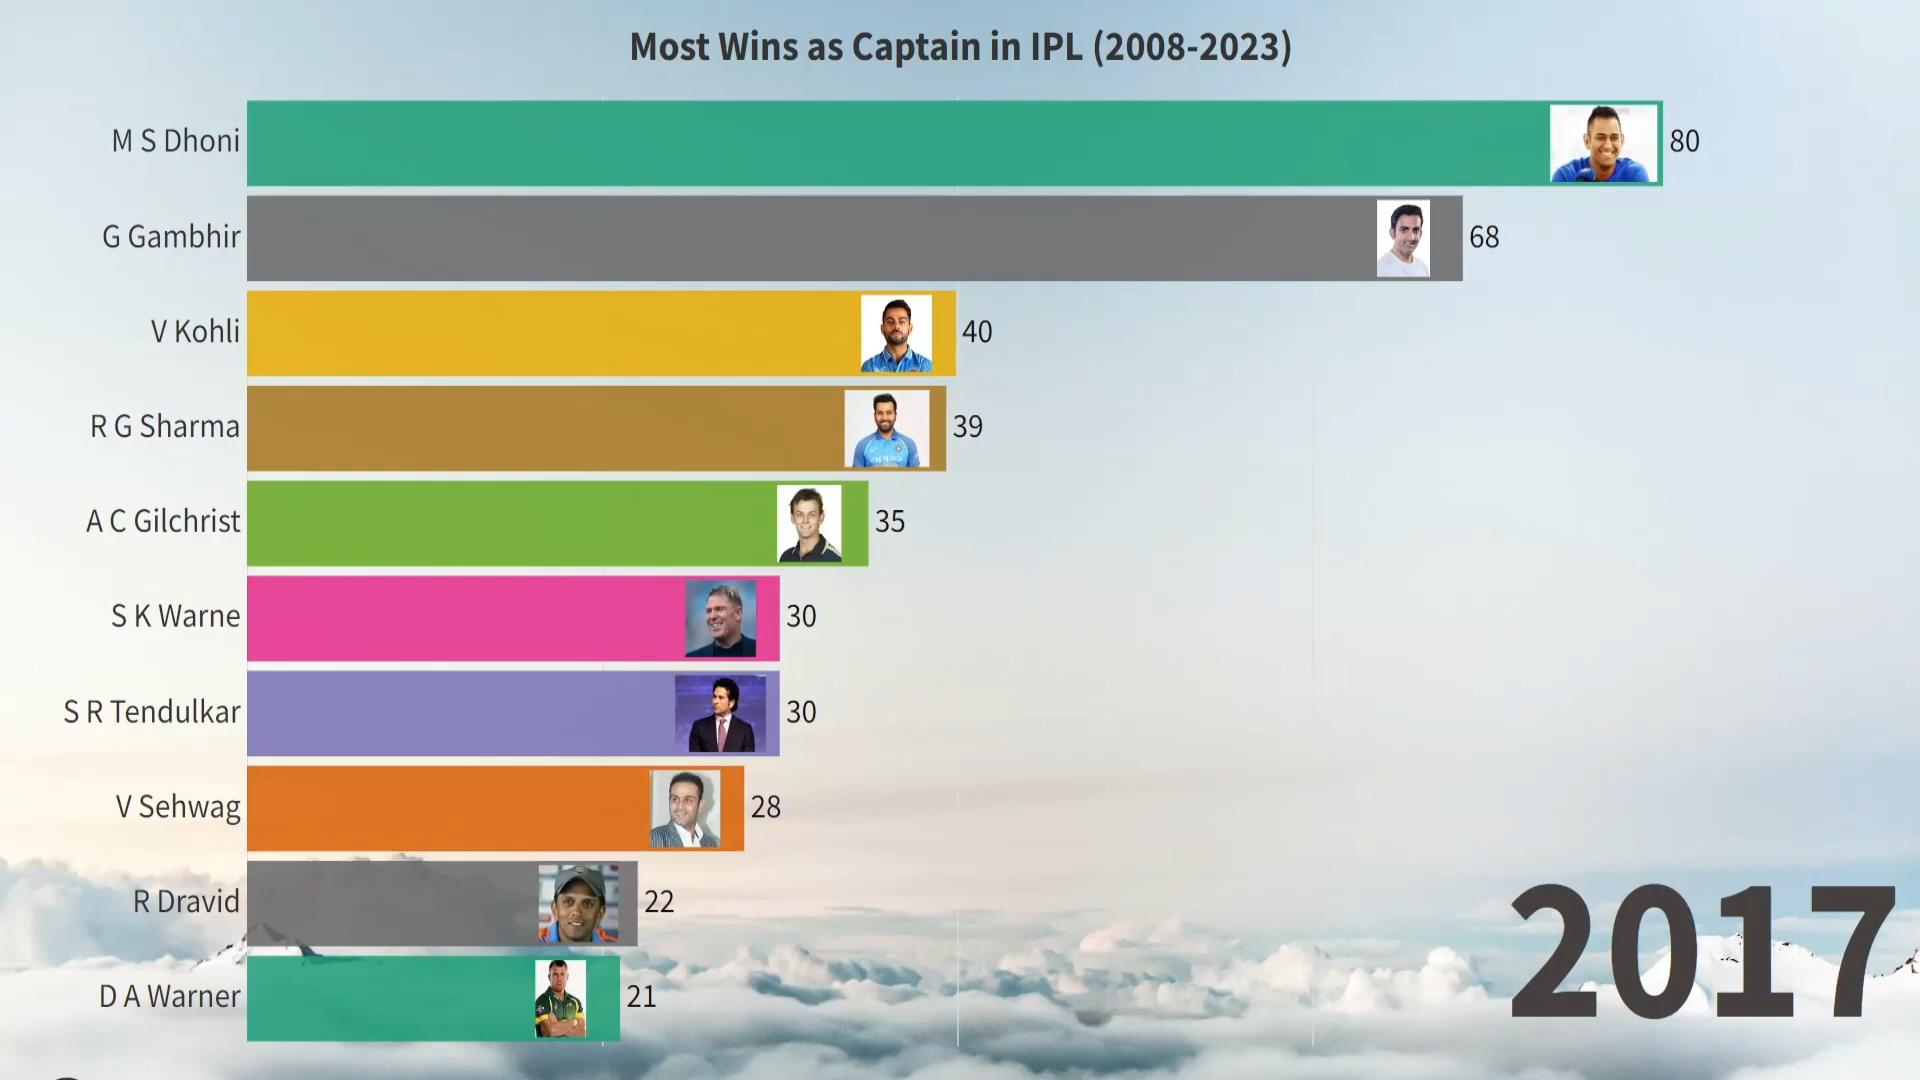 Most Wins as Captain in IPL (2008-2023)
M S Dhoni 80
G Gambhir 68
V Kohli 40
R G Sharma 39
oppo
A C Gilchrist 35
S K Warne 30
S R Tendulkar 30
V Sehwag 28
R Dravid 22
D A Warner 21
2017